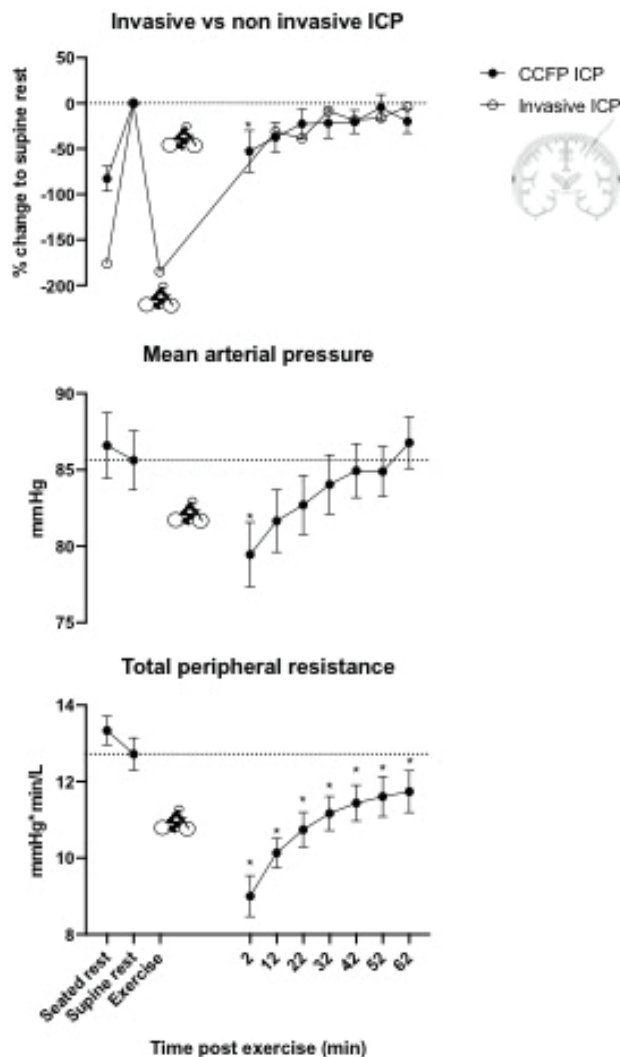 Invasive vs non invasive ICP
50
0
-50
-100
-150
-200
% change to supine rest
*
CCFP ICP
Invasive ICP
Mean arterial pressure
90
85
80
75
mmHg
*
Total peripheral resistance
14
12
10
8
mmHg* min/L
* * * * * * *
Seated rest
Supine rest
Exercise
2 12 22 32 42 52 62
Time post exercise (min)